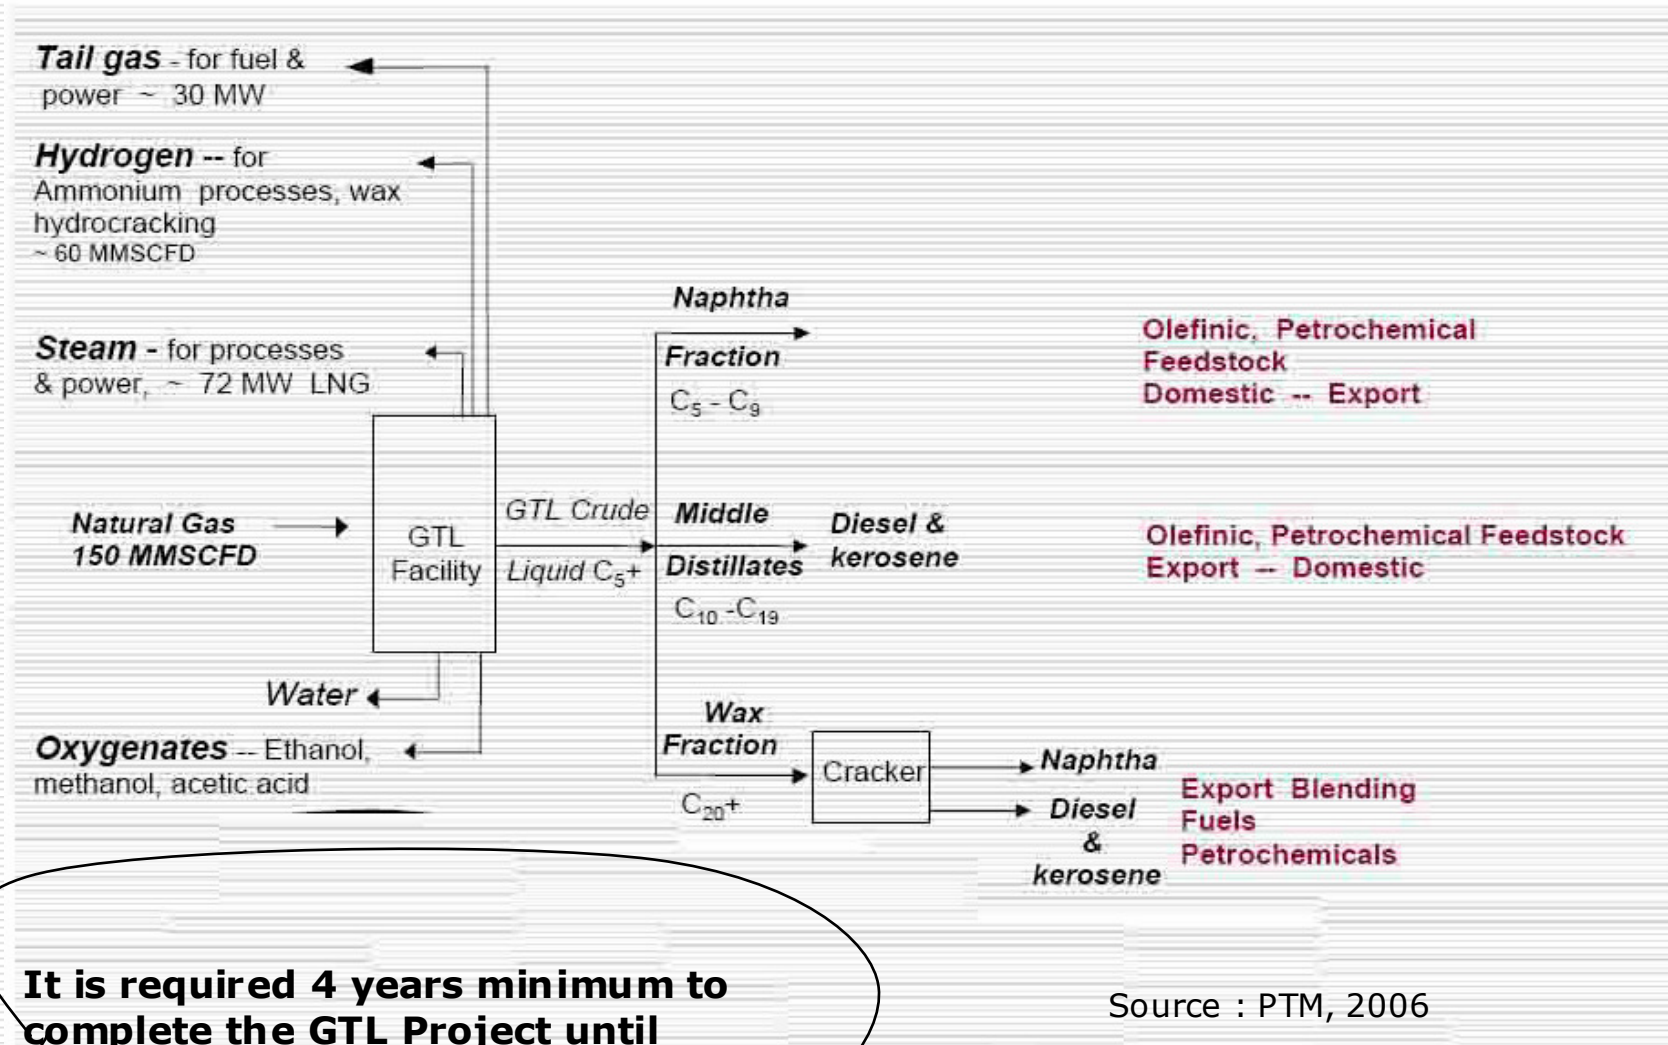 Tail gas - for fuel &
power ~ 30 MW
Hydrogen -- for
Ammonium processes, wax
hydrocracking
~ 60 MMSCFD
Steam - for processes
& power, ~ 72 MW LNG
Natural Gas
150 MMSCFD
GTL
Facility
Water
Oxygenates -- Ethanol,
methanol, acetic acid
GTL Crude
Liquid C₅+
Naphtha
Fraction
C₅ - C₉
Olefinic, Petrochemical
Feedstock
Domestic -- Export
Middle
Distillates
C₁₀ -C₁₉
Diesel &
kerosene
Olefinic, Petrochemical Feedstock
Export -- Domestic
Wax
Fraction
C₂₀+
Cracker
Naphtha
Diesel
&
kerosene
Export Blending
Fuels
Petrochemicals
It is required 4 years minimum to
complete the GTL Project until
Source : PTM, 2006